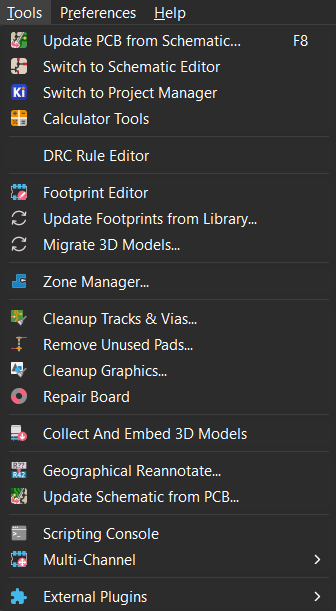 Tools Preferences Help
Update PCB from Schematic... F8
Switch to Schematic Editor
Ki Switch to Project Manager
Calculator Tools
DRC Rule Editor
Footprint Editor
Update Footprints from Library...
Migrate 3D Models...
Zone Manager...
Cleanup Tracks & Vias...
Remove Unused Pads...
Cleanup Graphics...
Repair Board
Collect And Embed 3D Models
R?? R42 Geographical Reannotate...
Update Schematic from PCB...
Scripting Console
Multi-Channel
External Plugins